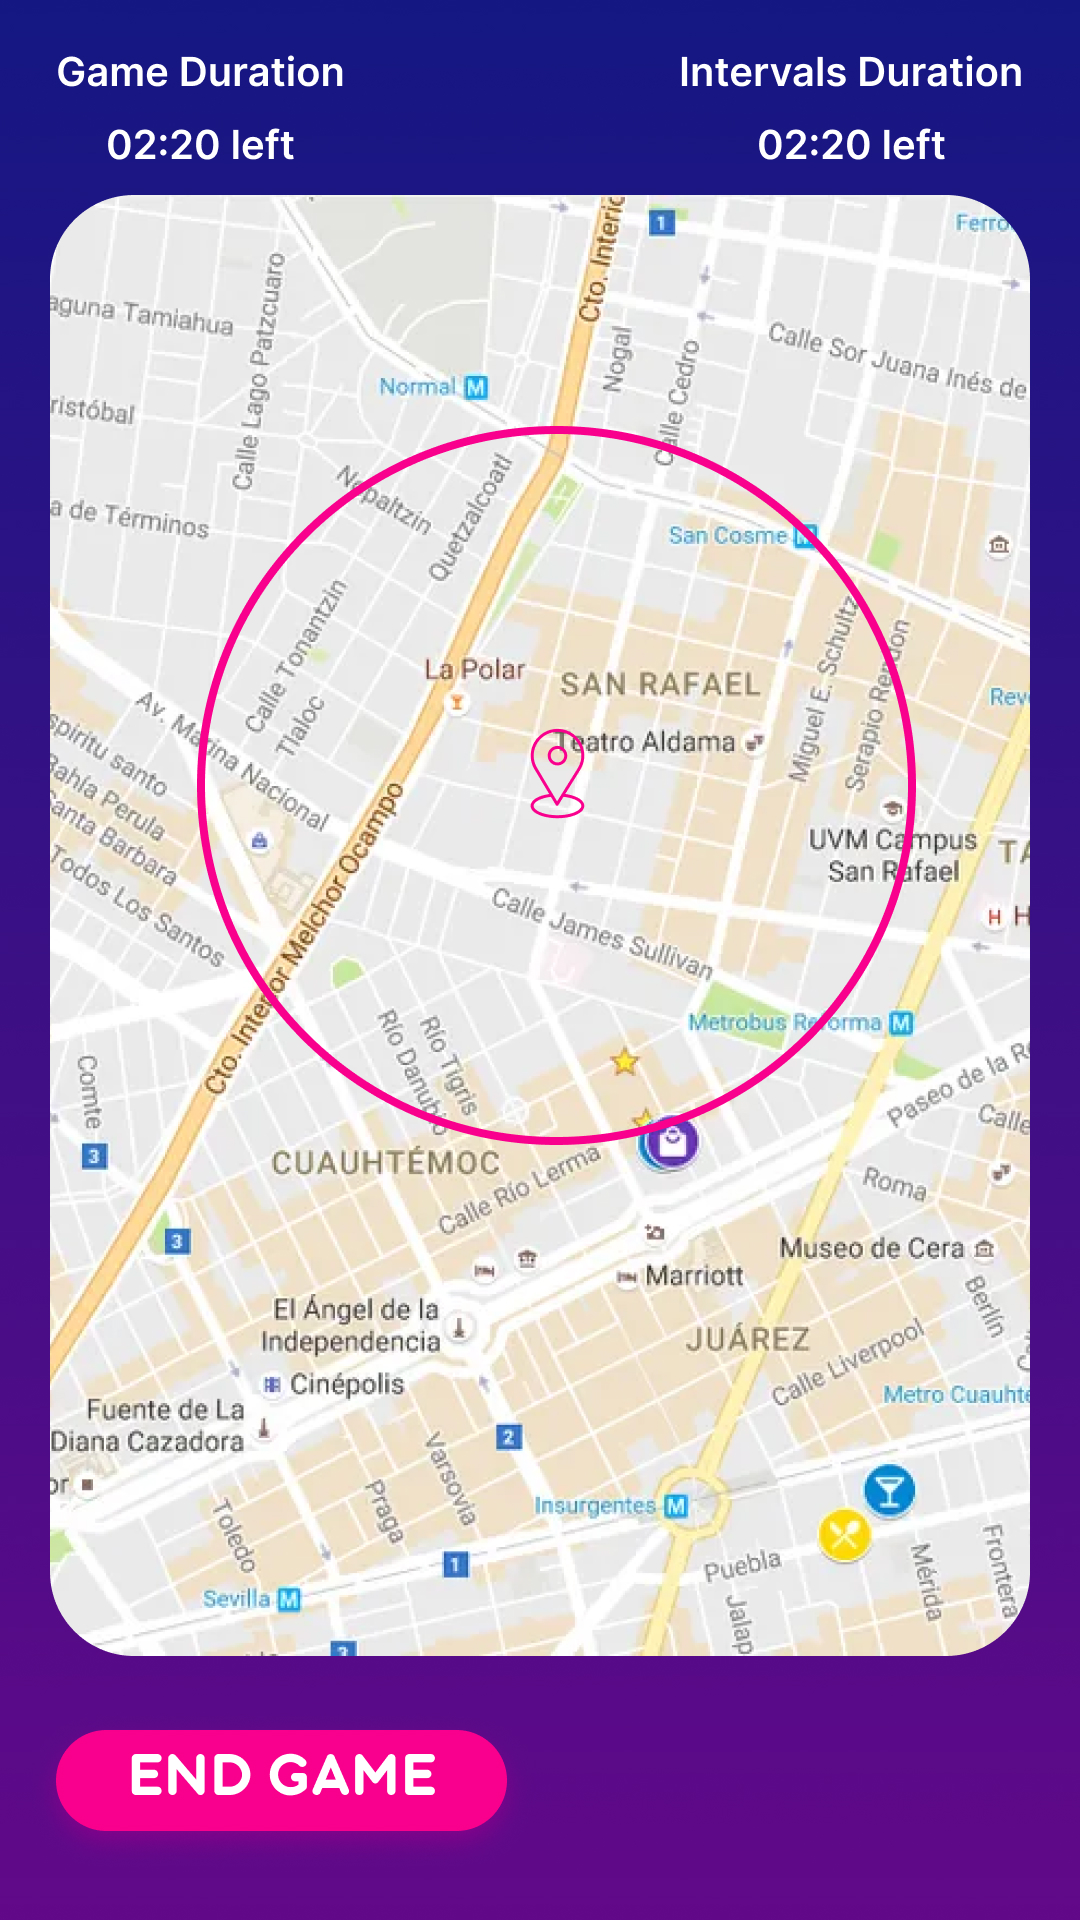 Game Duration
Intervals Duration
02:20 left
02:20 left
Cto. Interio
1
Ferro
aguna Tamiahua
Calle Lago Patzcuaro
Nogal
Calle Cedro
Calle Sor Juana Inés de
Normal M
ristóbal
Nepaltzin
Quetzalcoatl
a de Términos
San Cosme M
Calle Tonantzin
Tlaloc
La Polar
SAN RAFAEL
Miguel E. Schultz
Serapio Rendon
Reve
Av. Marina Nacional
Teatro Aldama
spiritu santo
Bahía Perula
anta Barbara
Todos Los Santos
Cto. Interior Melchor Ocampo
UVM Campus
San Rafael
TA
H H
Calle James Sullivan
Río Danubio
Río Tigris
Metrobus Reforma M
Comte
Paseo de la Re
Calle
3
CUAUHTÉMOC
Calle Río Lerma
Roma
3
Museo de Cera
Marriott
El Ángel de la
Independencia
Berlín
JUÁREZ
Calle Liverpool
Cinépolis
Metro Cuauhte
Fuente de La
Diana Cazadora
2
Varsovia
or
Praga
Toledo
Insurgentes M
1
Puebla
Mérida
Frontera
Sevilla M
Jalap
END GAME